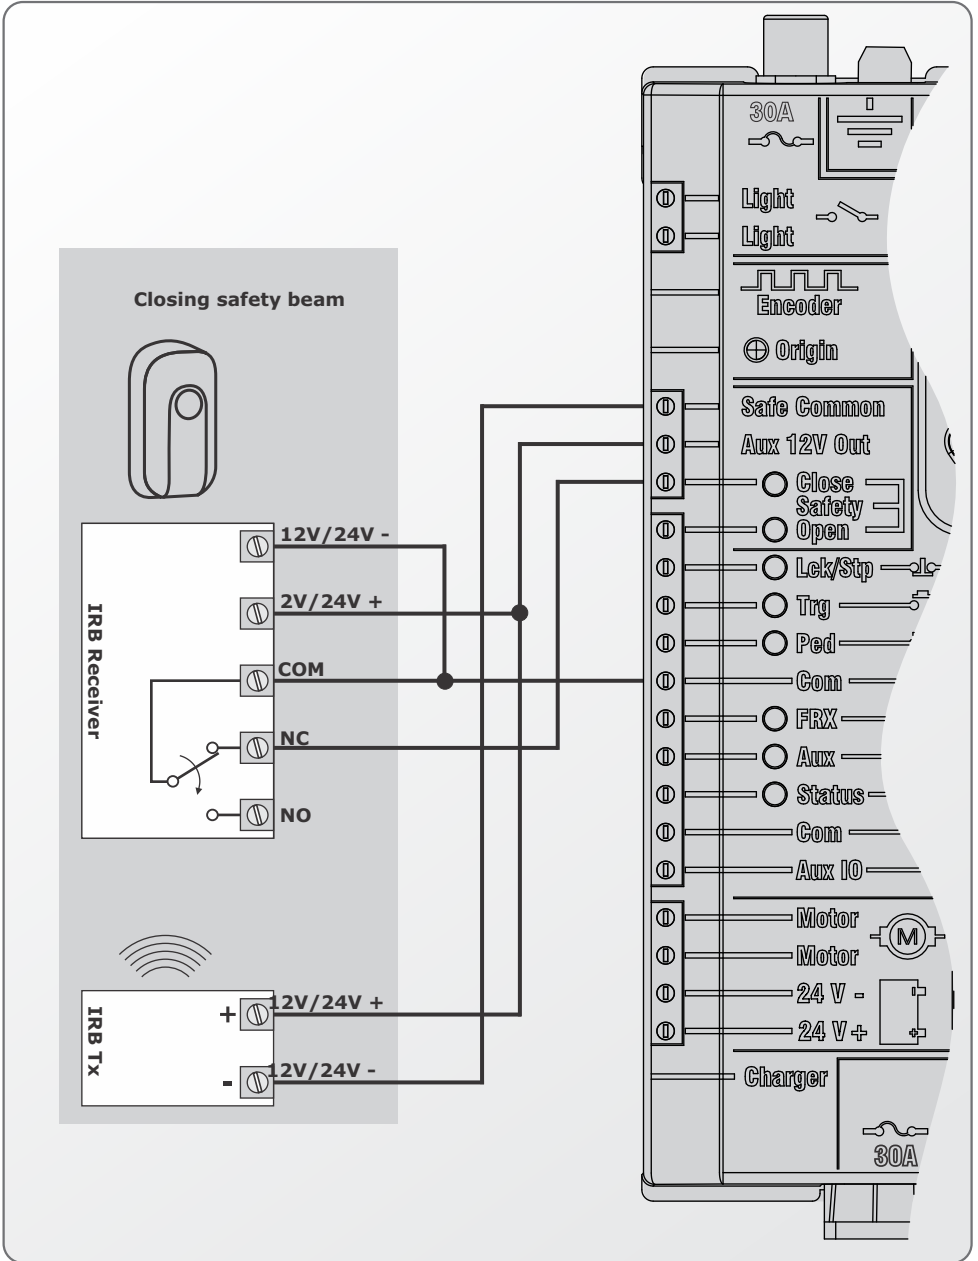 Closing safety beam
12V/24V -
2V/24V +
COM
NC
NO
IRB Receiver
12V/24V +
12V/24V -
+
-
IRB Tx
30A
Light
Light
Encoder
Origin
Safe Common
Aux 12V Out
Close
Safety
Open
Lck/Stp
Trg
Ped
Com
FRX
Aux
Status
Com
Aux IO
Motor
Motor
M
24 V -
24 V +
Charger
30A